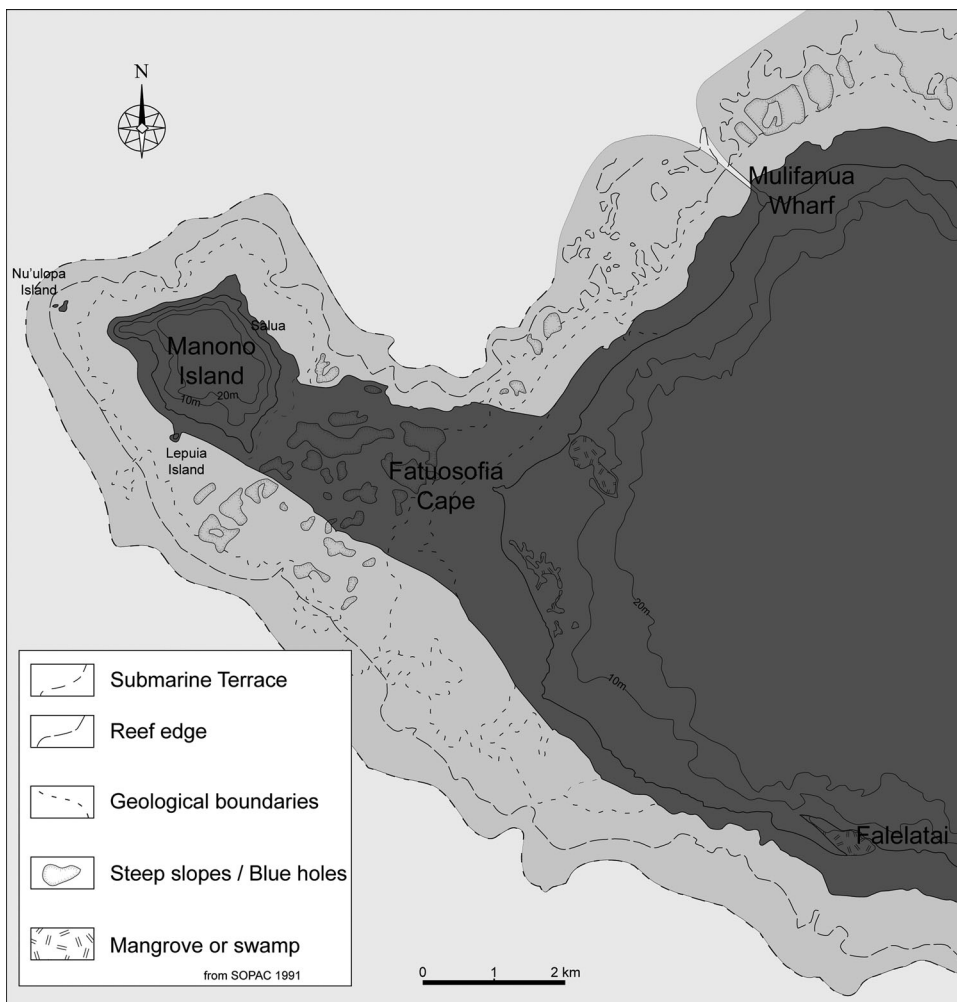 N
Mulifanua
Wharf
Nu'ulopa
Island
Salua
Manono
Island
10m
20m
Lepuia
Island
Fatuosofia
Cape
20m
10m
Falelatai
Submarine Terrace
Reef edge
Geological boundaries
Steep slopes / Blue holes
Mangrove or swamp
from SOPAC 1991
0 1 2 km